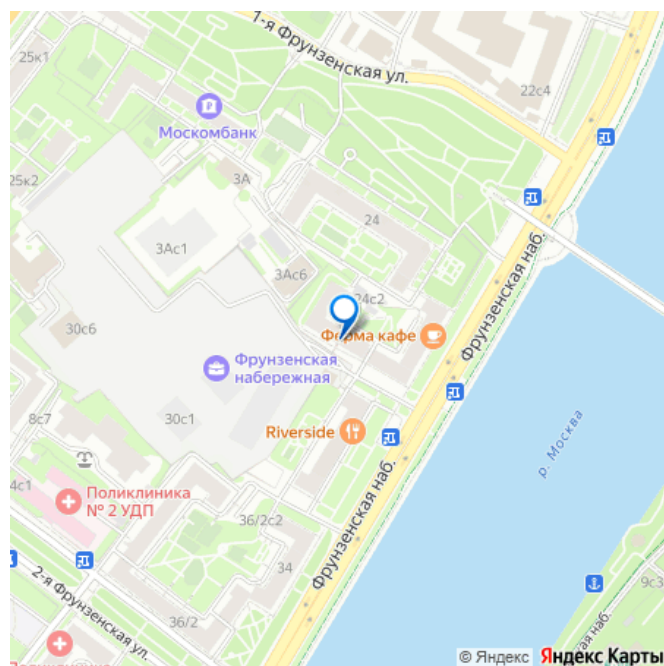 1-я Фрунзенская ул.
25к1
22с4
Москомбанк
3А
25к2
24
3Ас1
3Ас6
24с2
Фрунзенская наб.
30с6
Ферма кафе
Фрунзенская
набережная
8с7
30с1
Riverside
р. Москва
4с1
Поликлиника
№ 2 УДП
36/2с2
Фрунзенская наб.
34
2-я Фрунзенская ул.
36/2
9с3
наб.
© Яндекс Яндекс Карты